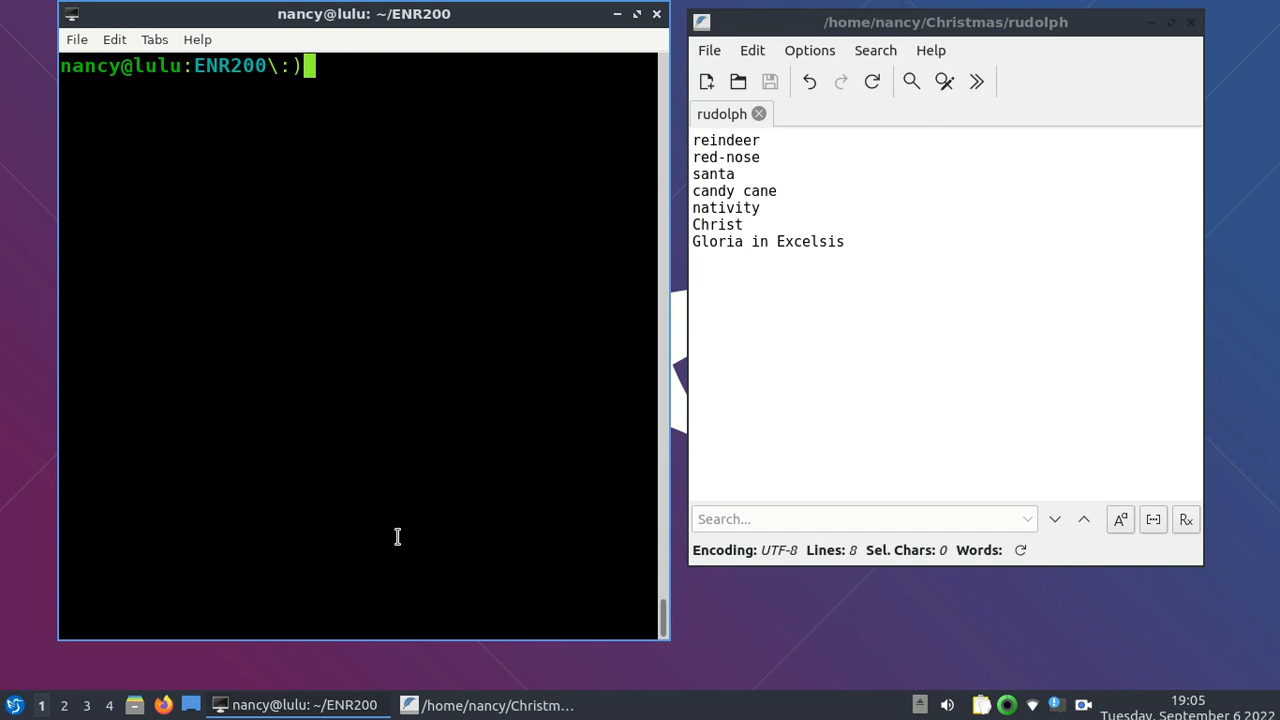 nancy@lulu: ~/ENR200
File Edit Tabs Help
nancy@lulu:ENR200\:)
/home/nancy/Christmas/rudolph
File Edit Options Search Help
rudolph
reindeer
red-nose
santa
candy cane
nativity
Christ
Gloria in Excelsis
Search...
Encoding: UTF-8 Lines: 8 Sel. Chars: 0 Words:
1 2 3 4 nancy@lulu: ~/ENR200 /home/nancy/Christm...
19:05
Tuesday, September 6 2022